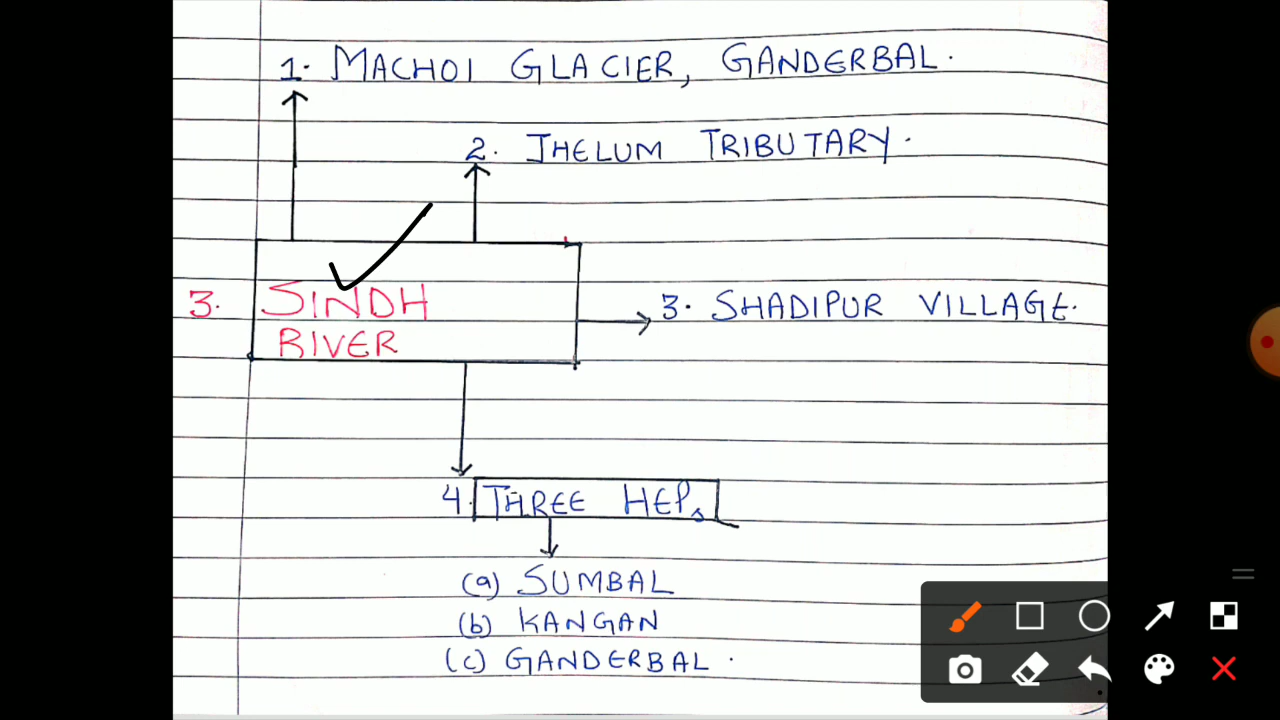 1. MACHOI GLACIER, GANDERBAL.
2. JHELUM TRIBUTARY.
3. SINDH
RIVER
3. SHADIPUR VILLAGE.
4. THREE HEPs
(a) SUMBAL
(b) KANGAN
(c) GANDERBAL.